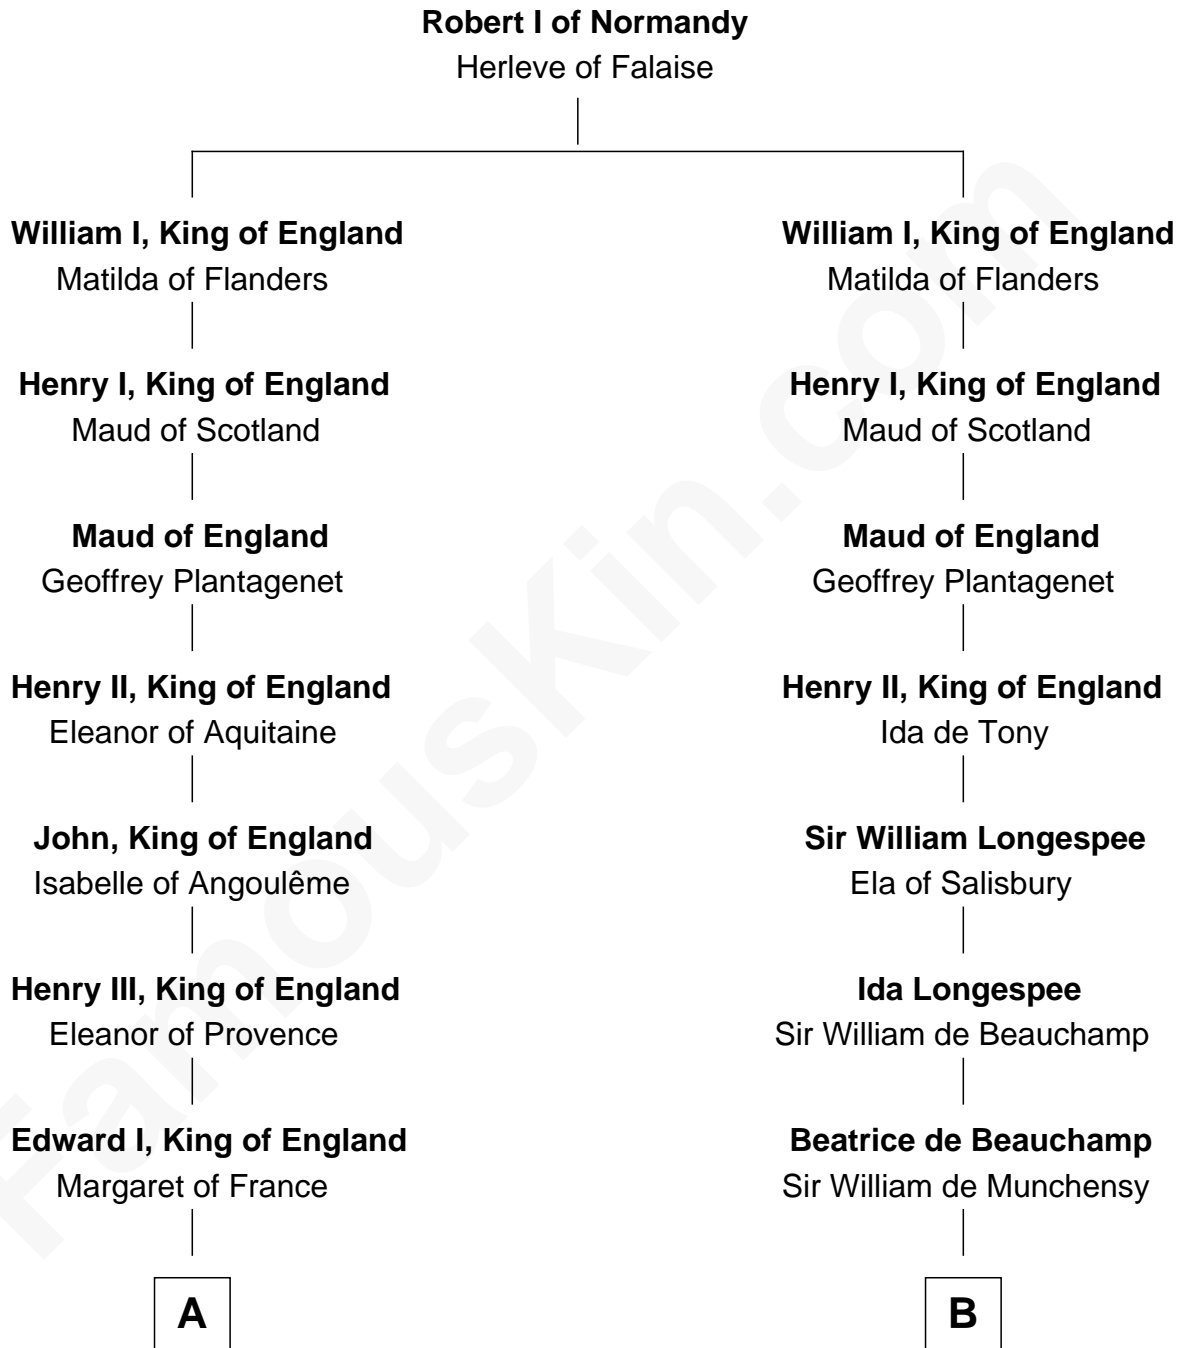 Robert I of Normandy
Herleve of Falaise
William I, King of England
Matilda of Flanders
Henry I, King of England
Maud of Scotland
Maud of England
Geoffrey Plantagenet
Henry II, King of England
Eleanor of Aquitaine
John, King of England
Isabelle of Angoulême
Henry III, King of England
Eleanor of Provence
Edward I, King of England
Margaret of France
A
William I, King of England
Matilda of Flanders
Henry I, King of England
Maud of Scotland
Maud of England
Geoffrey Plantagenet
Henry II, King of England
Ida de Tony
Sir William Longespee
Ela of Salisbury
Ida Longespee
Sir William de Beauchamp
Beatrice de Beauchamp
Sir William de Munchensy
B
FamousKin.com